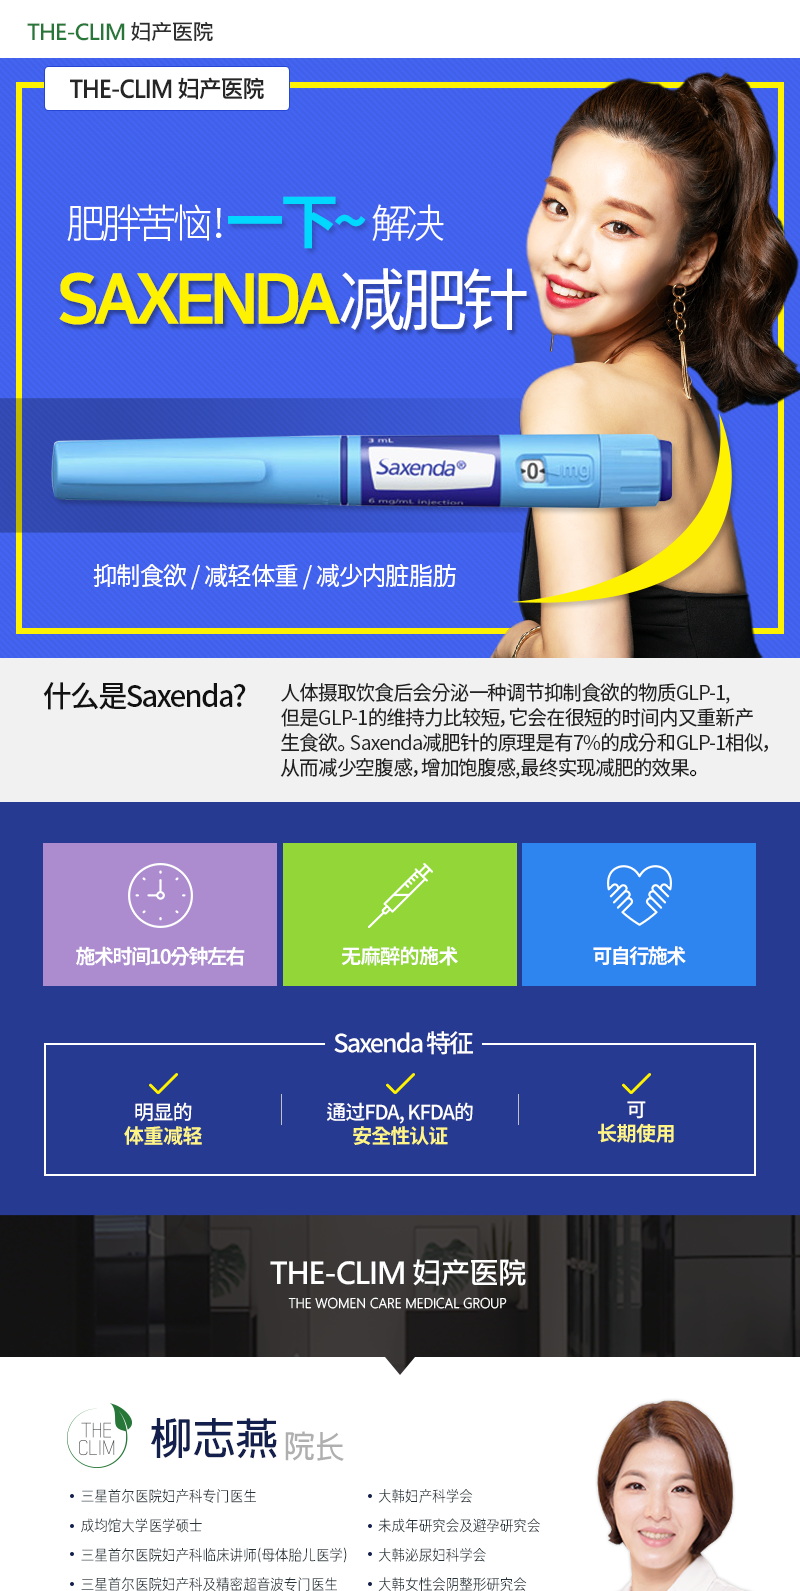 THE-CLIM 妇产医院
THE-CLIM 妇产医院
肥胖苦恼! 一下~ 解决
SAXENDA减肥针
3 mL
Saxenda®
6 mg/mL injection
0 mg
抑制食欲 / 减轻体重 / 减少内脏脂肪
什么是Saxenda?
人体摄取饮食后会分泌一种调节抑制食欲的物质GLP-1,
但是GLP-1的维持力比较短, 它会在很短的时间内又重新产
生食欲。Saxenda减肥针的原理是有7%的成分和GLP-1相似,
从而减少空腹感, 增加饱腹感,最终实现减肥的效果。
施术时间10分钟左右
无麻醉的施术
可自行施术
Saxenda 特征
明显的
体重减轻
通过FDA, KFDA的
安全性认证
可
长期使用
THE-CLIM 妇产医院
THE WOMEN CARE MEDICAL GROUP
THE
CLIM
柳志燕 院长
• 三星首尔医院妇产科专门医生
• 成均馆大学医学硕士
• 三星首尔医院妇产科临床讲师(母体胎儿医学)
• 三星首尔医院妇产科及精密超音波专门医生
• 大韩妇产科学会
• 未成年研究会及避孕研究会
• 大韩泌尿妇科学会
• 大韩女性会阴整形研究会